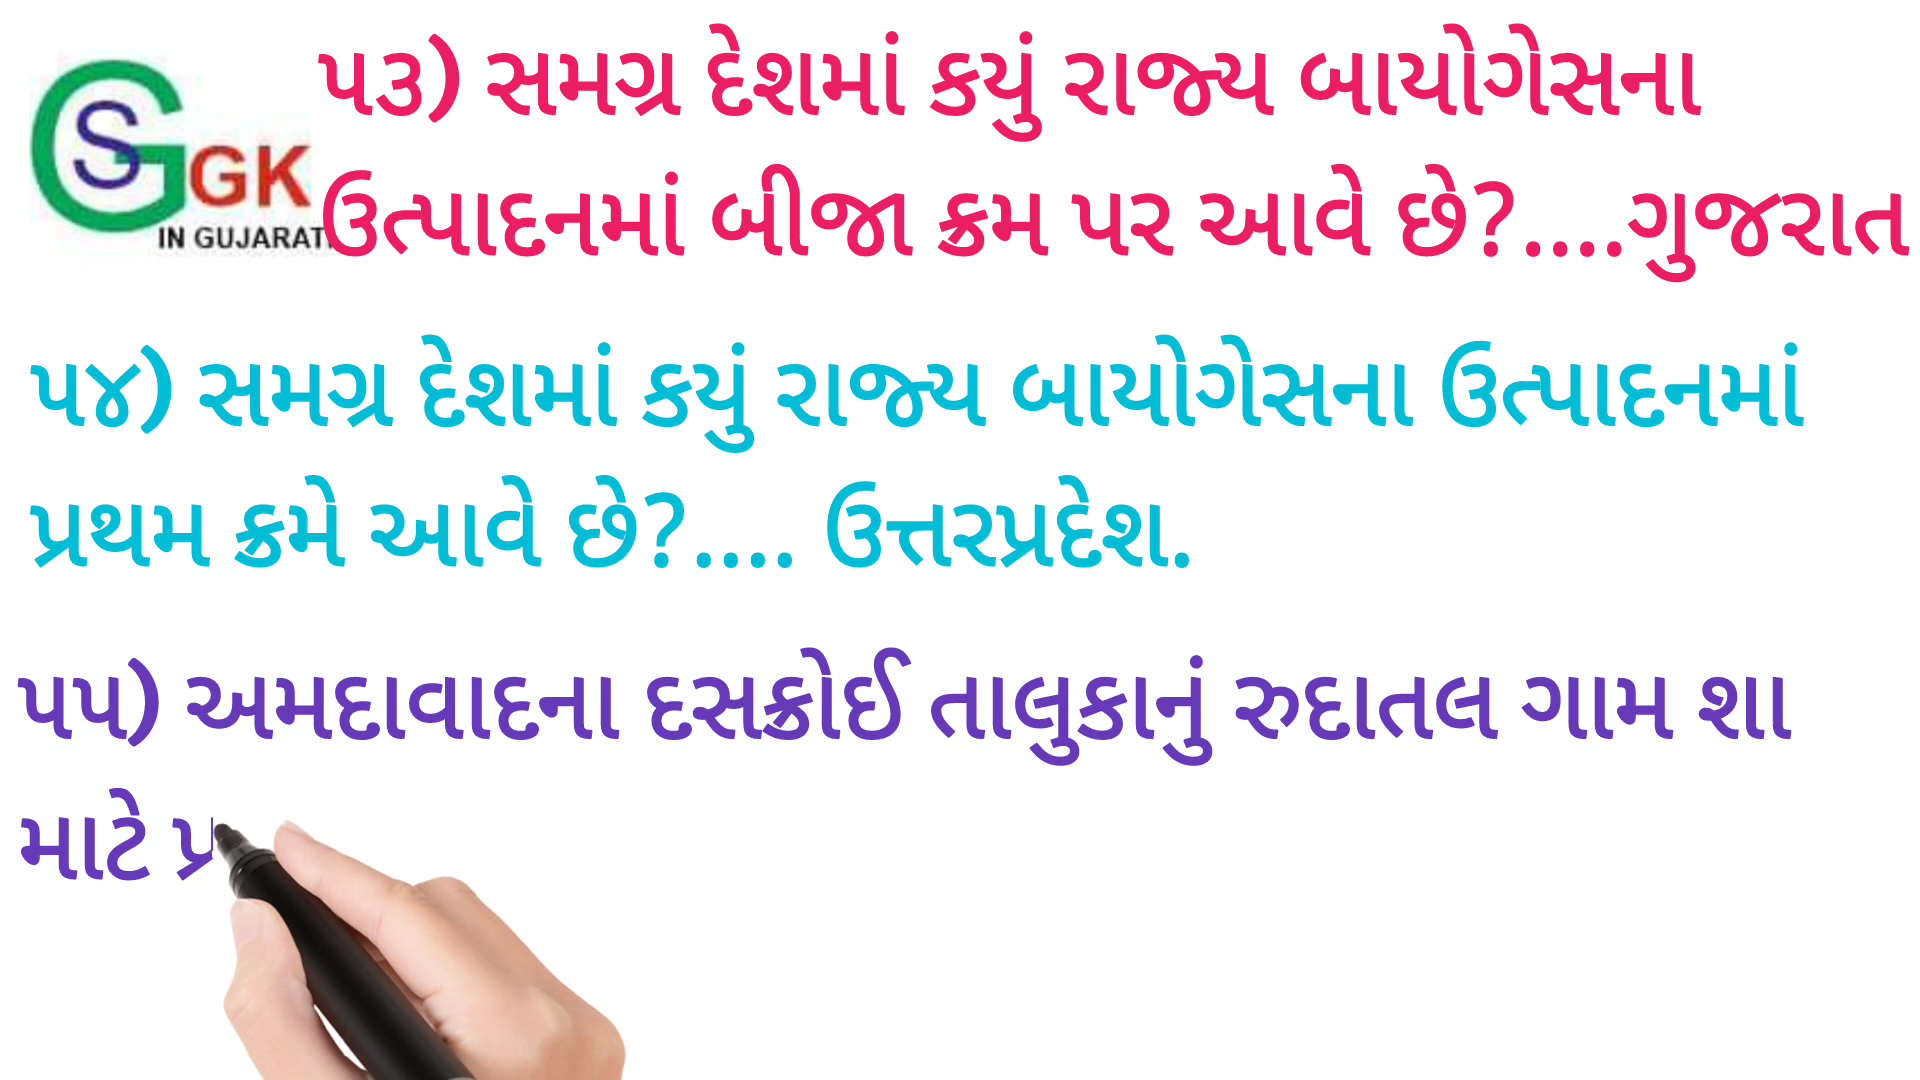 GS GK
IN GUJARATI
૫૩) સમગ્ર દેશમાં કયું રાજ્ય બાયોગેસના
ઉત્પાદનમાં બીજા ક્રમ પર આવે છે?....ગુજરાત
૫૪) સમગ્ર દેશમાં કયું રાજ્ય બાયોગેસના ઉત્પાદનમાં
પ્રથમ ક્રમે આવે છે?.... ઉત્તરપ્રદેશ.
૫૫) અમદાવાદના દસક્રોઈ તાલુકાનું રુદાતલ ગામ શા
માટે પ્ર